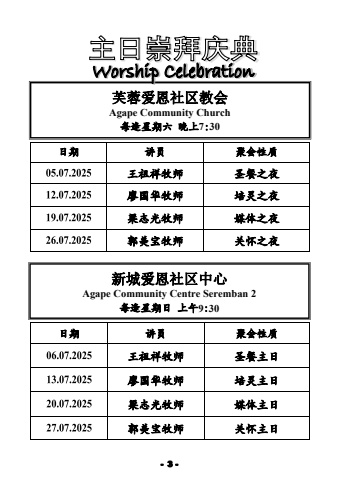 主日崇拜庆典
Worship Celebration
芙蓉爱恩社区教会
Agape Community Church
每逢星期六 晚上7:30
日期 讲员 聚会性质
05.07.2025 王祖祥牧师 圣餐之夜
12.07.2025 廖国华牧师 培灵之夜
19.07.2025 梁志光牧师 媒体之夜
26.07.2025 郭美宝牧师 关怀之夜
新城爱恩社区中心
Agape Community Centre Seremban 2
每逢星期日 上午9:30
日期 讲员 聚会性质
06.07.2025 王祖祥牧师 圣餐主日
13.07.2025 廖国华牧师 培灵主日
20.07.2025 梁志光牧师 媒体主日
27.07.2025 郭美宝牧师 关怀主日
- 3 -